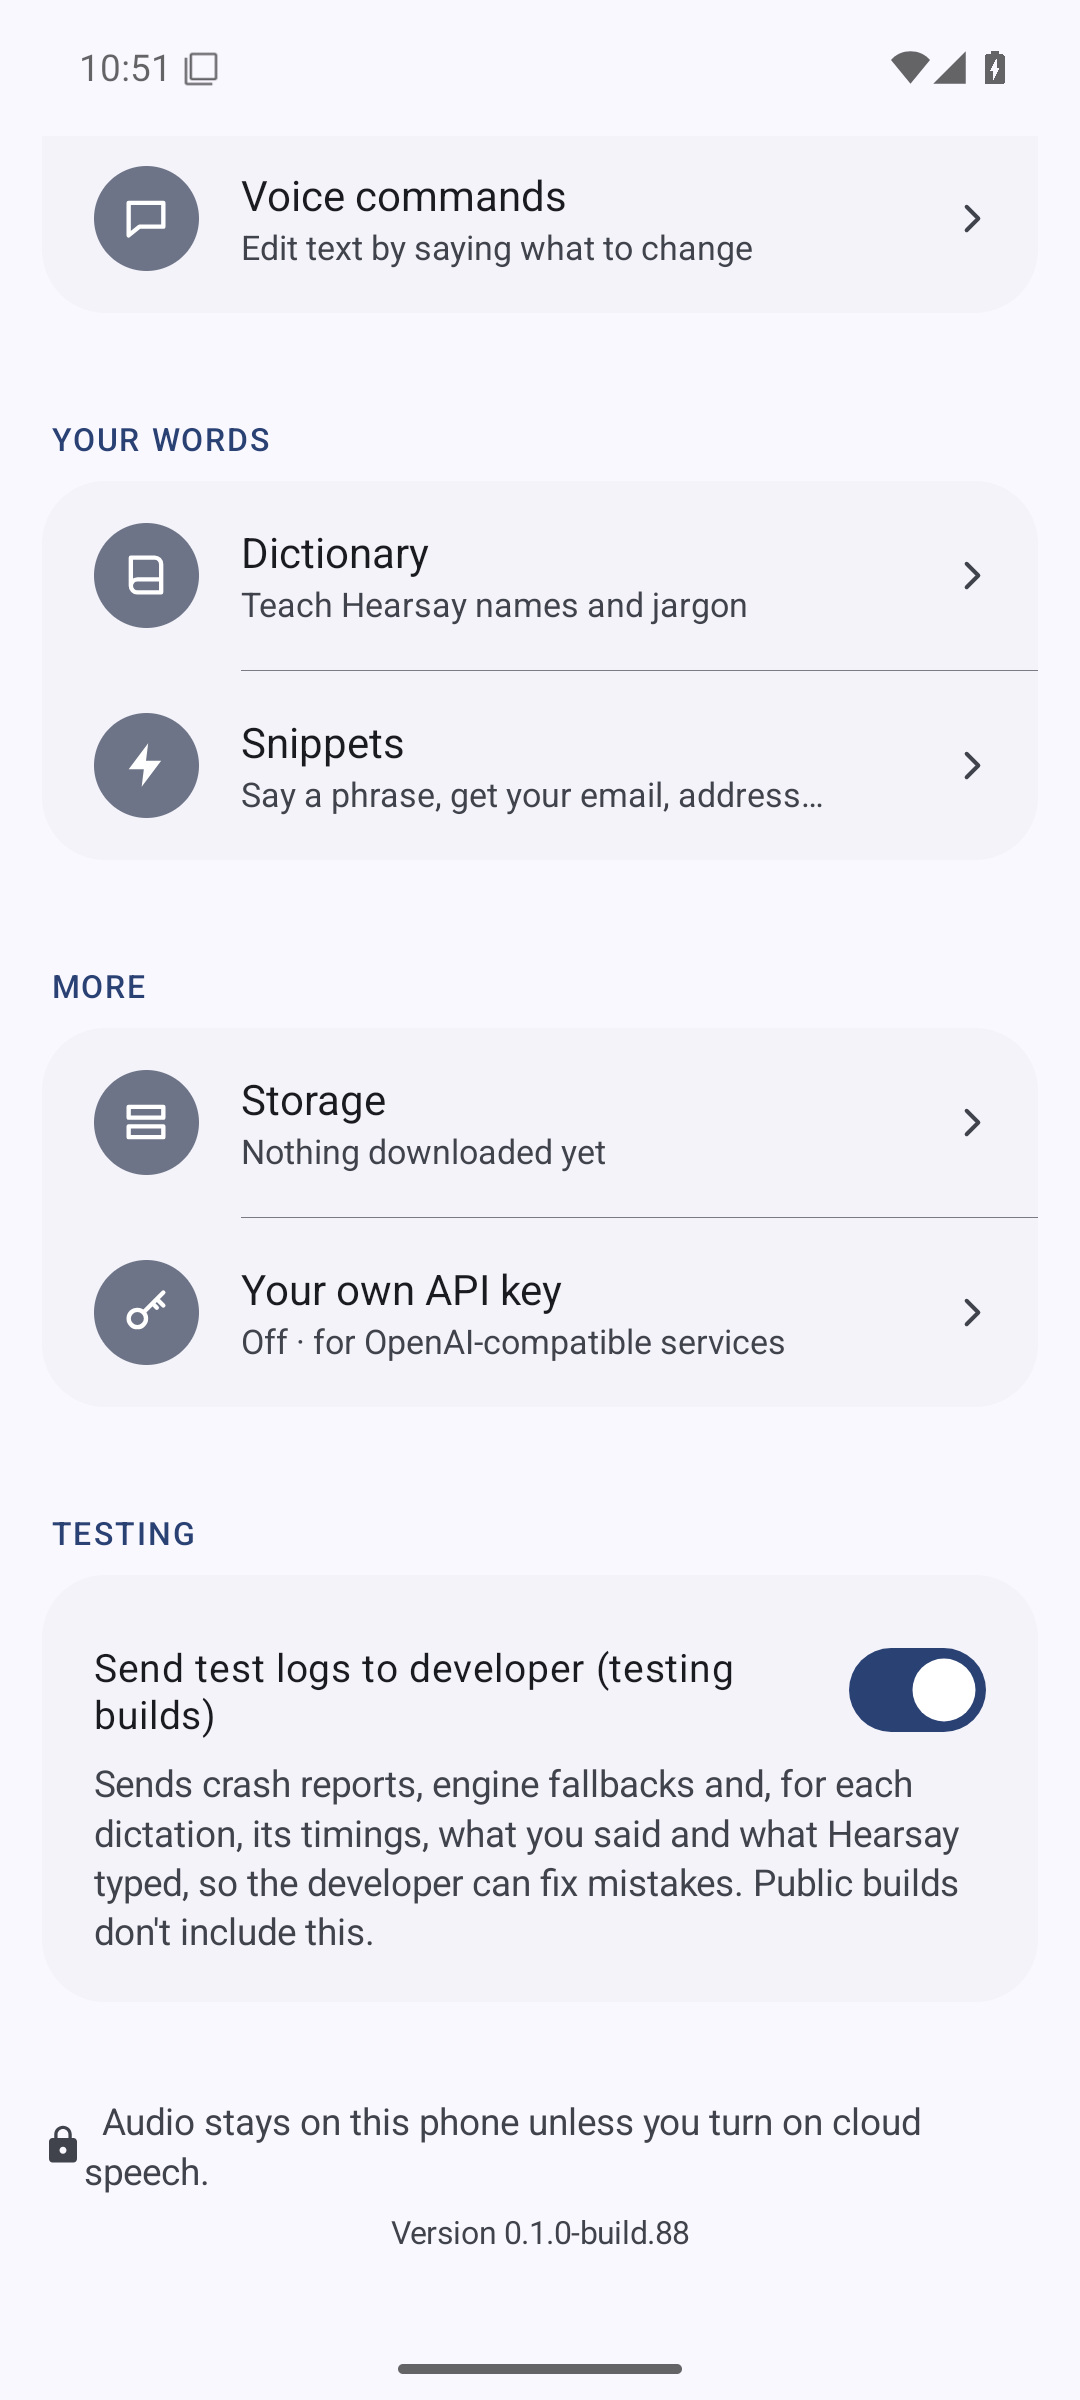 10:51
Voice commands
Edit text by saying what to change
YOUR WORDS
Dictionary
Teach Hearsay names and jargon
Snippets
Say a phrase, get your email, address…
MORE
Storage
Nothing downloaded yet
Your own API key
Off · for OpenAI-compatible services
TESTING
Send test logs to developer (testing
builds)
Sends crash reports, engine fallbacks and, for each
dictation, its timings, what you said and what Hearsay
typed, so the developer can fix mistakes. Public builds
don't include this.
Audio stays on this phone unless you turn on cloud
speech.
Version 0.1.0-build.88